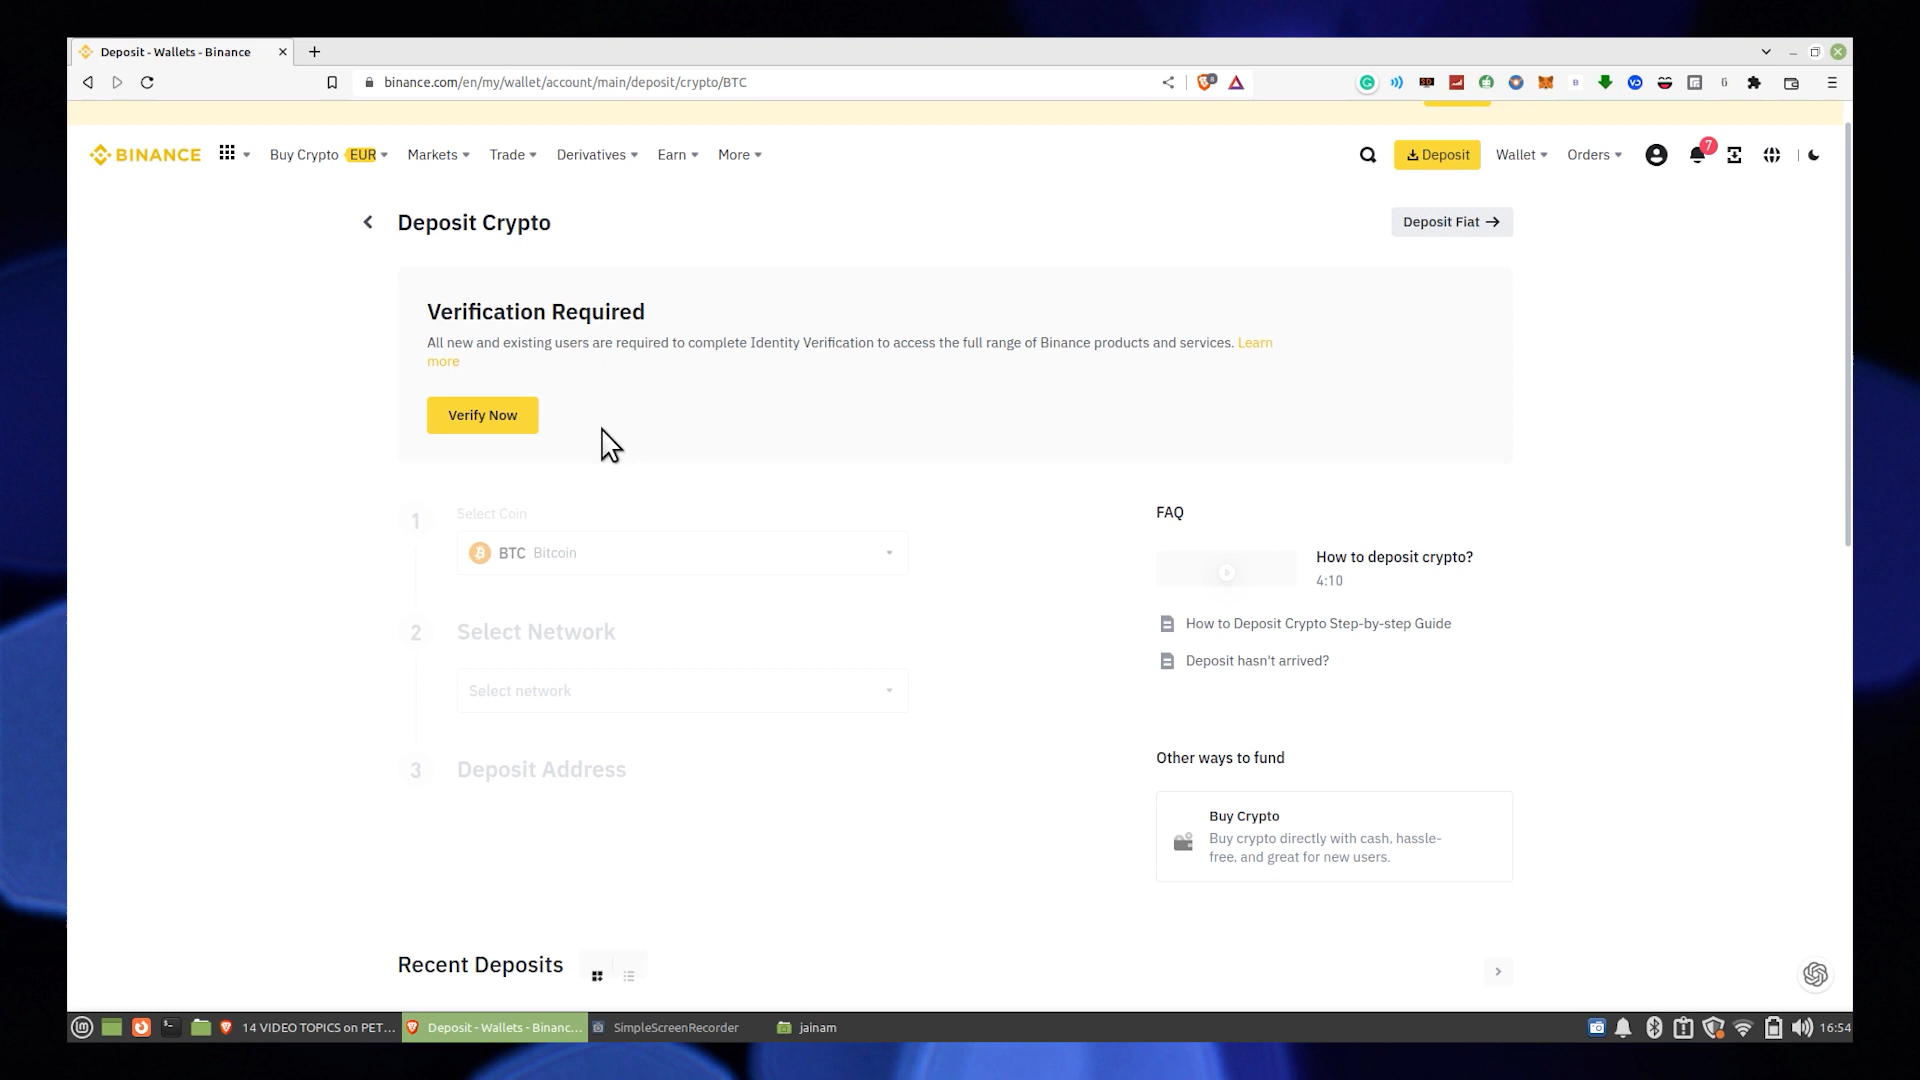 Deposit - Wallets - Binance
binance.com/en/my/wallet/account/main/deposit/crypto/BTC
BINANCE Buy Crypto EUR Markets Trade Derivatives Earn More Deposit Wallet Orders 7
Deposit Crypto
Deposit Fiat →
Verification Required
All new and existing users are required to complete Identity Verification to access the full range of Binance products and services. Learn
more
Verify Now
1
Select Coin
BTC Bitcoin
2
Select Network
Select network
3
Deposit Address
FAQ
How to deposit crypto?
4:10
How to Deposit Crypto Step-by-step Guide
Deposit hasn't arrived?
Other ways to fund
Buy Crypto
Buy crypto directly with cash, hassle-
free, and great for new users.
Recent Deposits
14 VIDEO TOPICS on PET... Deposit - Wallets - Binanc... SimpleScreenRecorder jainam 16:54